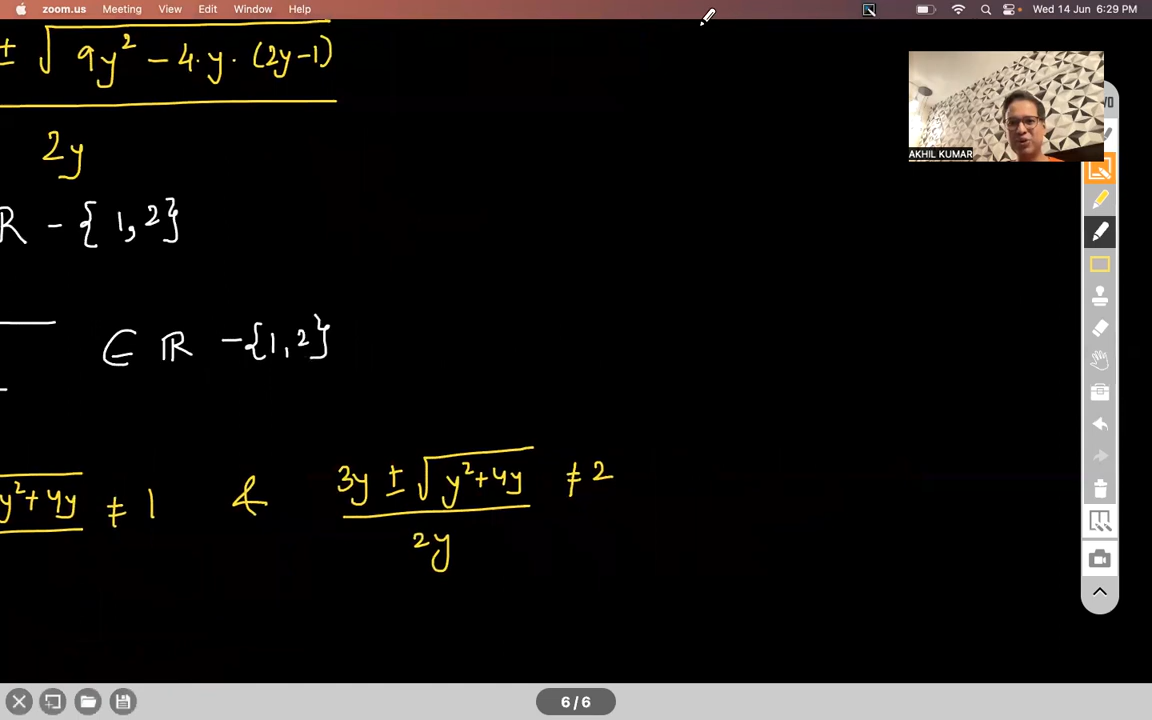 zoom.us Meeting View Edit Window Help Wed 14 Jun 6:29 PM
± √(9y² − 4·y·(2y−1))
2y
AKHIL KUMAR
R − { 1, 2 }
∈ ℝ − {1, 2}
y² + 4y ≠ 1 & 3y ± √(y² + 4y) ≠ 2
2y
6 / 6